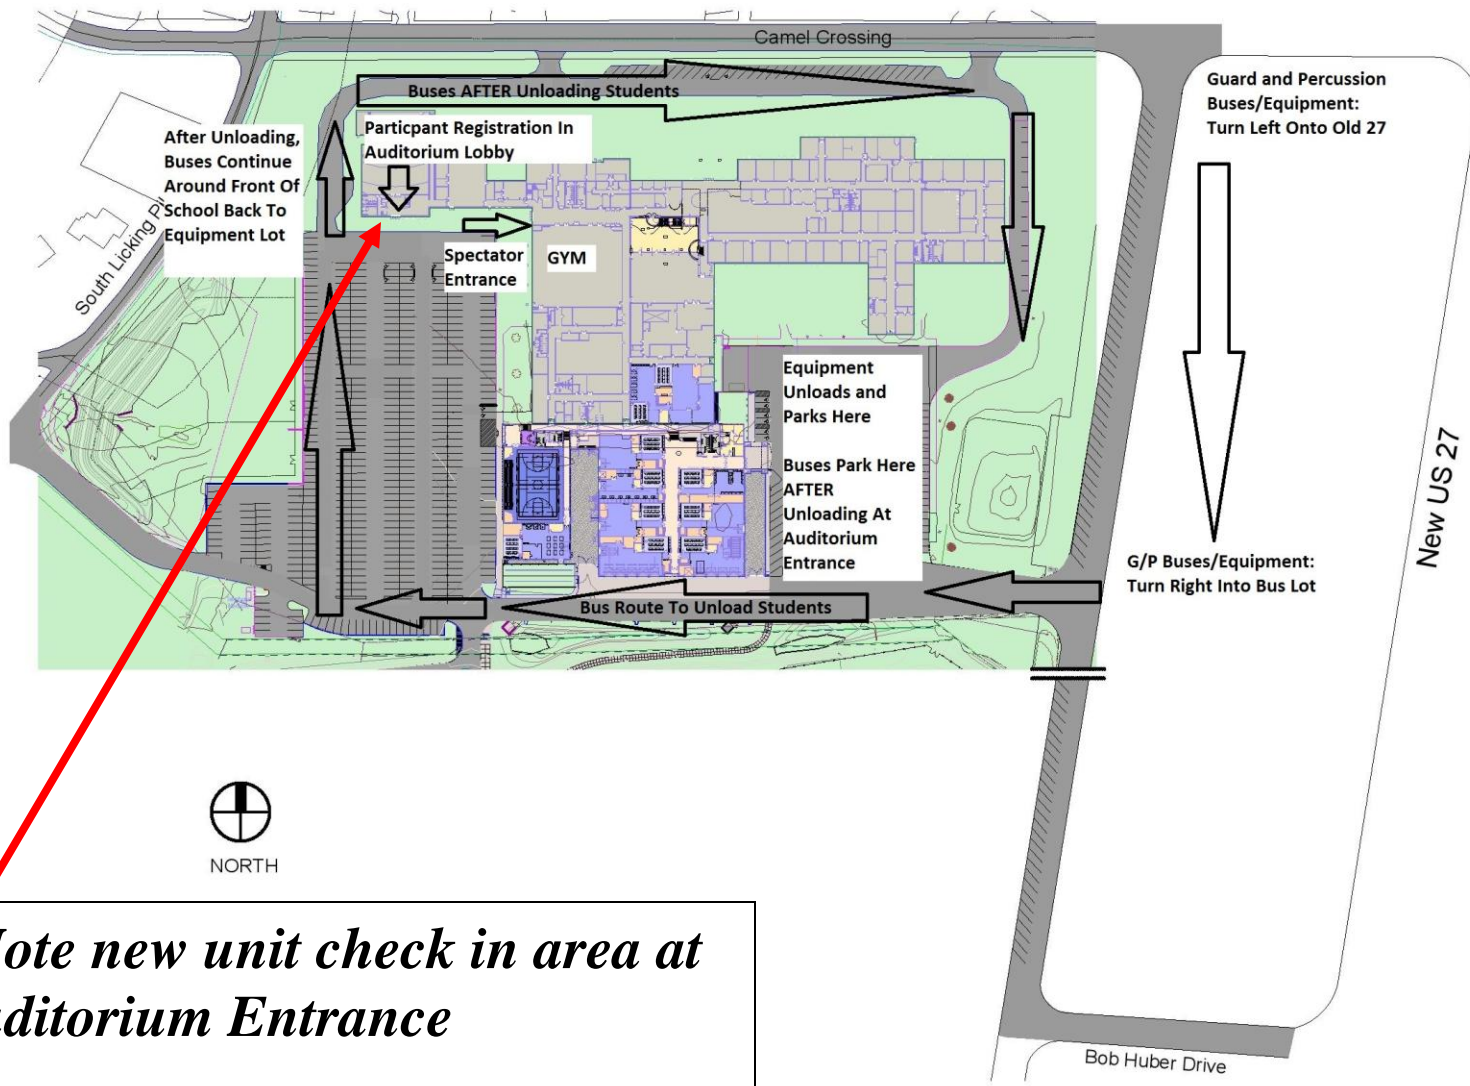 Camel Crossing
Buses AFTER Unloading Students
Guard and Percussion
Buses/Equipment:
Turn Left Onto Old 27
After Unloading,
Buses Continue
Around Front Of
School Back To
Equipment Lot
Particpant Registration In
Auditorium Lobby
South Licking
Spectator
Entrance
GYM
Equipment
Unloads and
Parks Here
Buses Park Here
AFTER
Unloading At
Auditorium
Entrance
New US 27
G/P Buses/Equipment:
Turn Right Into Bus Lot
Bus Route To Unload Students
NORTH
new unit check in area at
Entrance
Bob Huber Drive